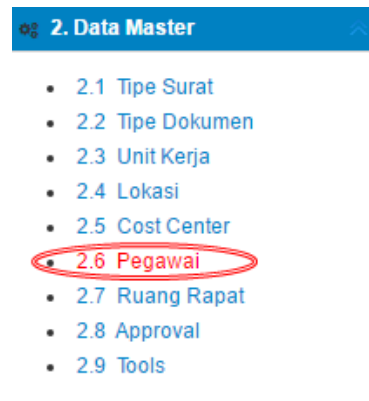 2. Data Master
2.1 Tipe Surat
2.2 Tipe Dokumen
2.3 Unit Kerja
2.4 Lokasi
2.5 Cost Center
2.6 Pegawai
2.7 Ruang Rapat
2.8 Approval
2.9 Tools